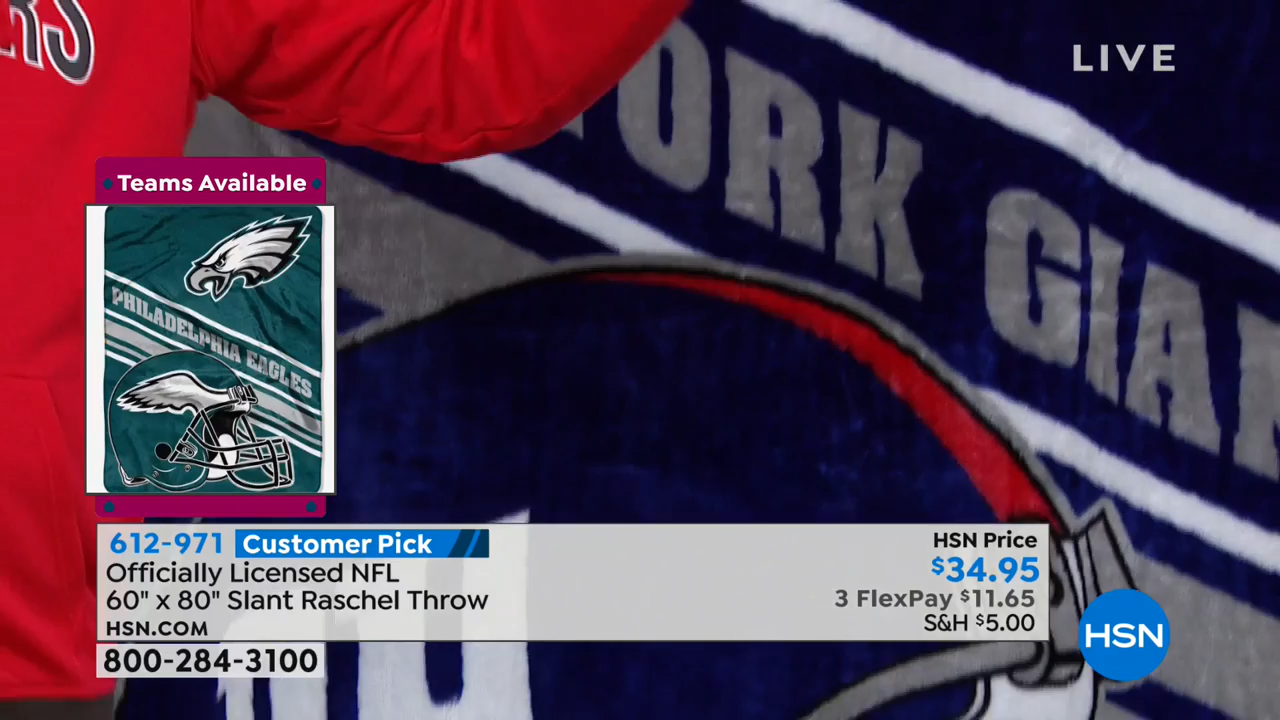 LIVE
Teams Available
PHILADELPHIA EAGLES
ORK GIAN
612-971 Customer Pick
Officially Licensed NFL
60" x 80" Slant Raschel Throw
HSN.COM
800-284-3100
HSN Price
$34.95
3 FlexPay $11.65
S&H $5.00
HSN